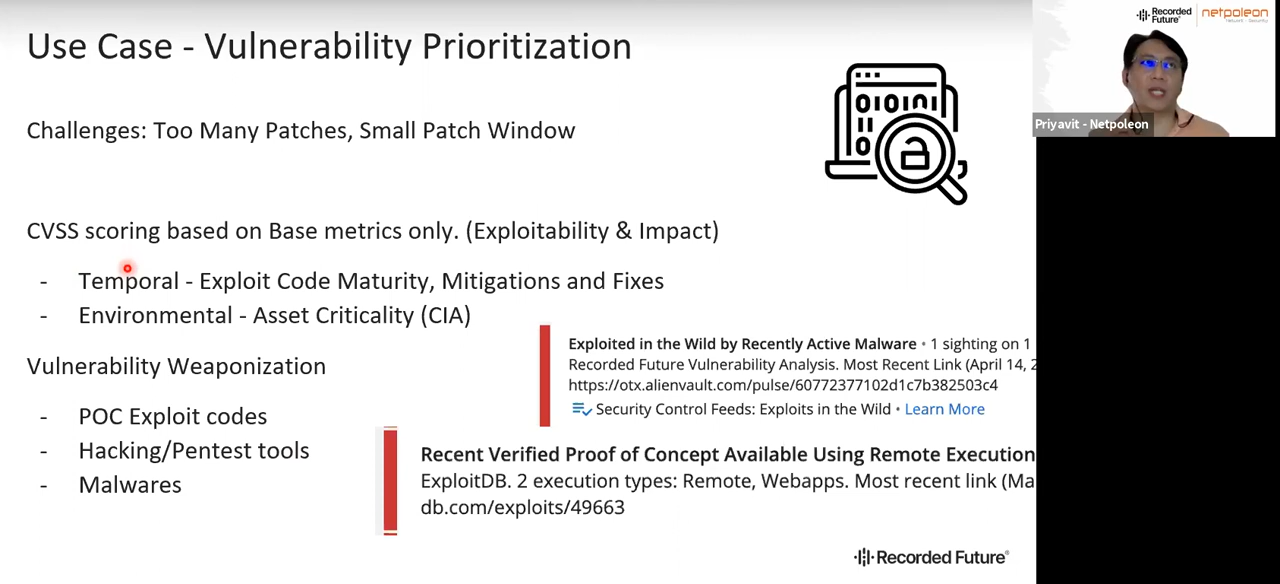 Use Case - Vulnerability Prioritization
Recorded Future®
netpoleon
Priyavit - Netpoleon
Challenges: Too Many Patches, Small Patch Window
CVSS scoring based on Base metrics only. (Exploitability & Impact)
- Temporal - Exploit Code Maturity, Mitigations and Fixes
- Environmental - Asset Criticality (CIA)
Vulnerability Weaponization
- POC Exploit codes
- Hacking/Pentest tools
- Malwares
Exploited in the Wild by Recently Active Malware • 1 sighting on 1
Recorded Future Vulnerability Analysis. Most Recent Link (April 14, 2
https://otx.alienvault.com/pulse/60772377102d1c7b382503c4
Security Control Feeds: Exploits in the Wild • Learn More
Recent Verified Proof of Concept Available Using Remote Execution
ExploitDB. 2 execution types: Remote, Webapps. Most recent link (Ma
db.com/exploits/49663
Recorded Future®